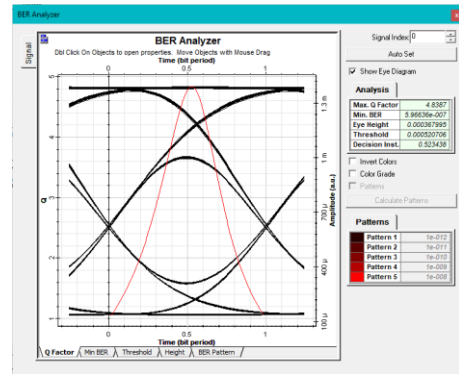 BER Analyzer
x
Signal
BER Analyzer
Dbl Click On Objects to open properties. Move Objects with Mouse Drag
Time (bit period)
0 0.5 1
5
4
3
2
1
Q
1.3 m
1 m
700 µ
400 µ
100 µ
Amplitude (a.u.)
0 0.5 1
Time (bit period)
Q Factor Min BER Threshold Height BER Pattern
Signal Index: 0
Auto Set
Show Eye Diagram
Analysis
Max. Q Factor 4.8387
Min. BER 5.96636e-007
Eye Height 0.000367995
Threshold 0.000520706
Decision Inst. 0.523438
Invert Colors
Color Grade
Patterns
Calculate Patterns
Patterns
Pattern 1 1e-012
Pattern 2 1e-011
Pattern 3 1e-010
Pattern 4 1e-009
Pattern 5 1e-008